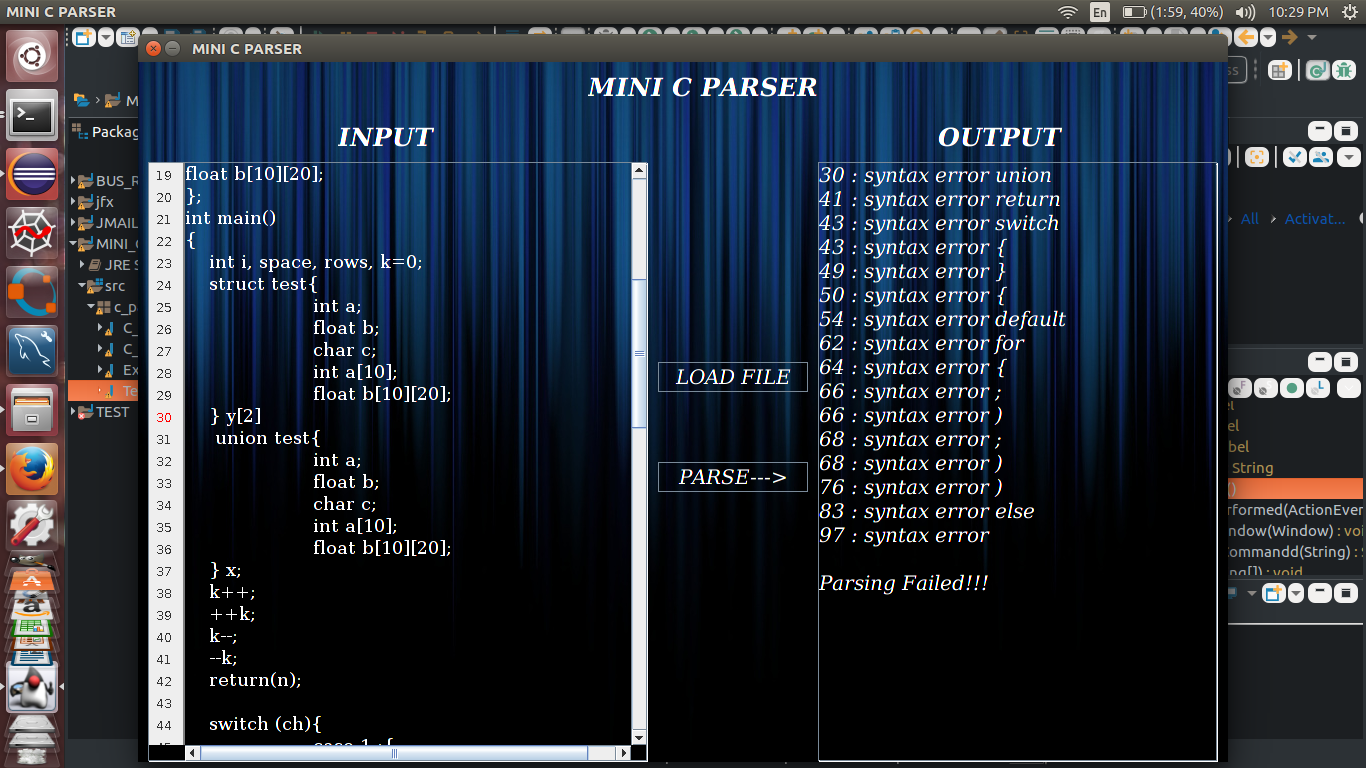 MINI C PARSER
En
(1:59, 40%)
10:29 PM
MINI C PARSER
MINI C PARSER
INPUT
OUTPUT
19 float b[10][20];
20 };
21 int main()
22 {
23 int i, space, rows, k=0;
24 struct test{
25 int a;
26 float b;
27 char c;
28 int a[10];
29 float b[10][20];
30 } y[2]
31 union test{
32 int a;
33 float b;
34 char c;
35 int a[10];
36 float b[10][20];
37 } x;
38 k++;
39 ++k;
40 k--;
41 --k;
42 return(n);
43
44 switch (ch){
LOAD FILE
PARSE--->
30 : syntax error union
41 : syntax error return
43 : syntax error switch
43 : syntax error {
49 : syntax error }
50 : syntax error {
54 : syntax error default
62 : syntax error for
64 : syntax error {
66 : syntax error ;
66 : syntax error )
68 : syntax error ;
68 : syntax error )
76 : syntax error )
83 : syntax error else
97 : syntax error
Parsing Failed!!!
M
Packag
BUS_R
jfx
JMAIL
MINI_C
JRE S
src
c_p
C_
C_
Ex
Te
TEST
ss
All
Activat...
el
el
bel
String
()
rformed(ActionEver
ndow(Window) : voi
Commandd(String) : S
ng[]) : void